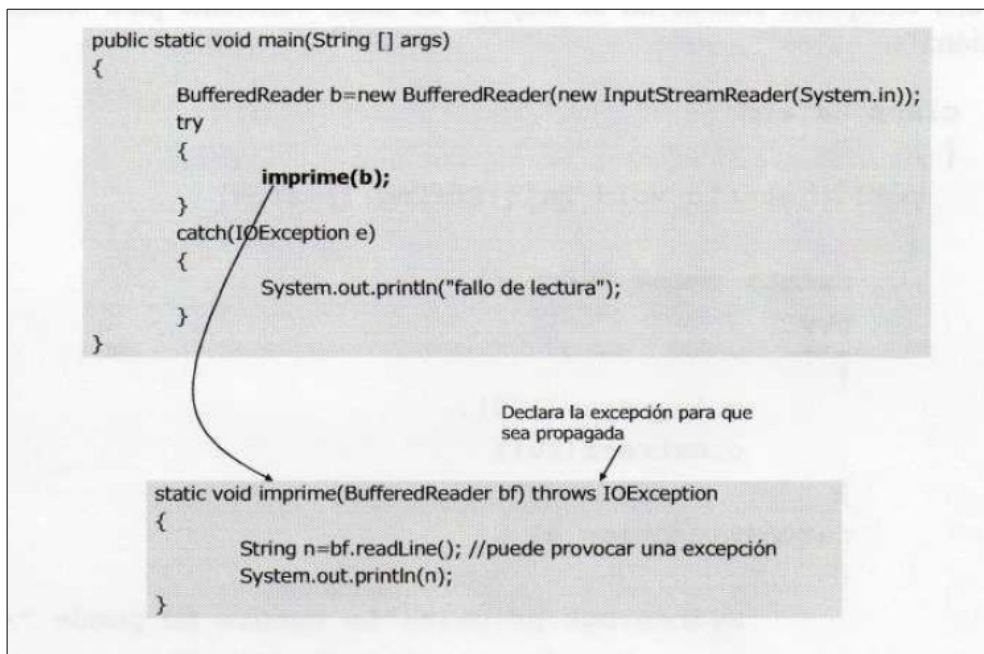 public static void main(String [] args)
{
BufferedReader b=new BufferedReader(new InputStreamReader(System.in));
try
{
imprime(b);
}
catch(IOException e)
{
System.out.println("fallo de lectura");
}
}
Declara la excepción para que
sea propagada
static void imprime(BufferedReader bf) throws IOException
{
String n=bf.readLine(); //puede provocar una excepción
System.out.println(n);
}